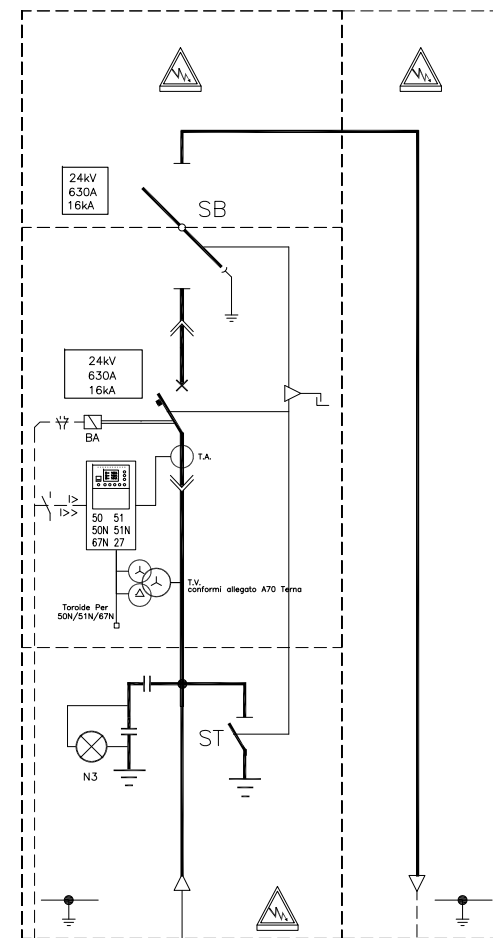 24kV
630A
16kA
SB
24kV
630A
16kA
BA
T.A.
I>
I>>
50 51
50N 51N
67N 27
T.V.
conformi allegato A70 Terna
Toroide Per
50N/51N/67N
ST
N3